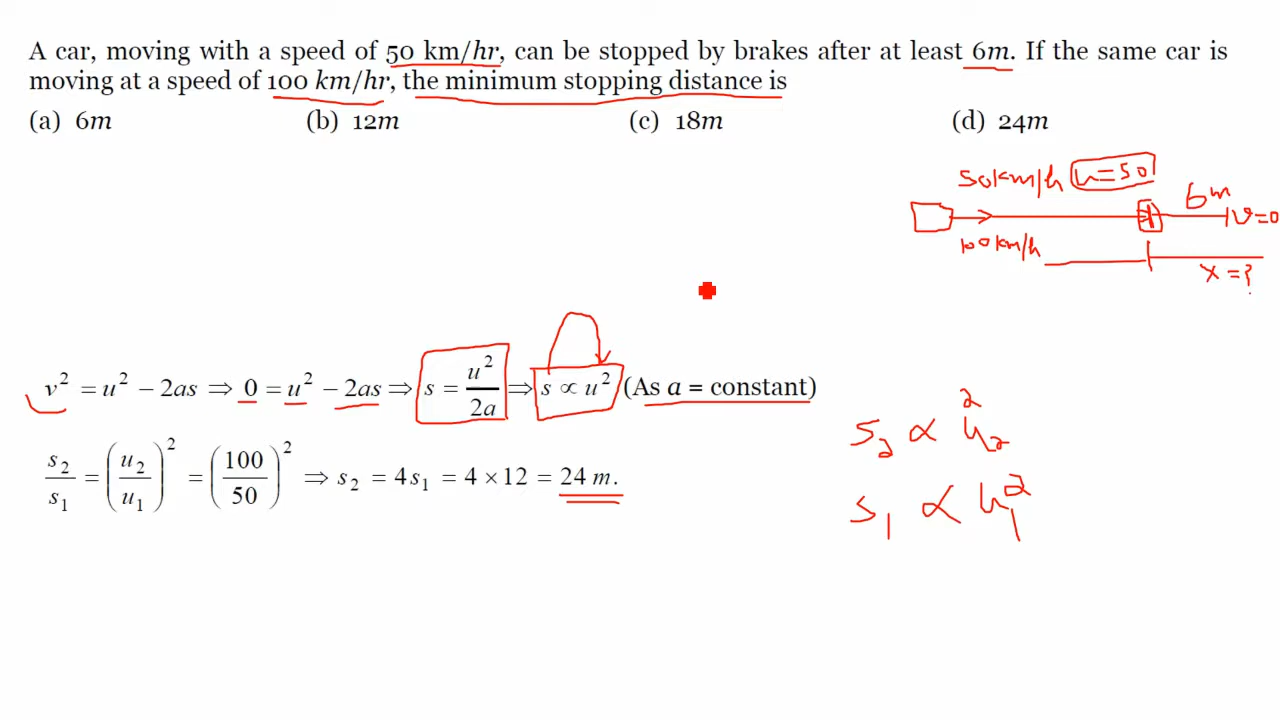 A car, moving with a speed of 50 km/hr, can be stopped by brakes after at least 6m. If the same car is
moving at a speed of 100 km/hr, the minimum stopping distance is
(a) 6m (b) 12m (c) 18m (d) 24m
50km/h u=50
6m
v=0
100km/h
x=?
v² = u² − 2as ⇒ 0 = u² − 2as ⇒ s = u²/2a ⇒ s ∝ u² (As a = constant)
s₂/s₁ = (u₂/u₁)² = (100/50)² ⇒ s₂ = 4s₁ = 4 × 12 = 24 m.
s₂ ∝ u₂²
s₁ ∝ u₁²